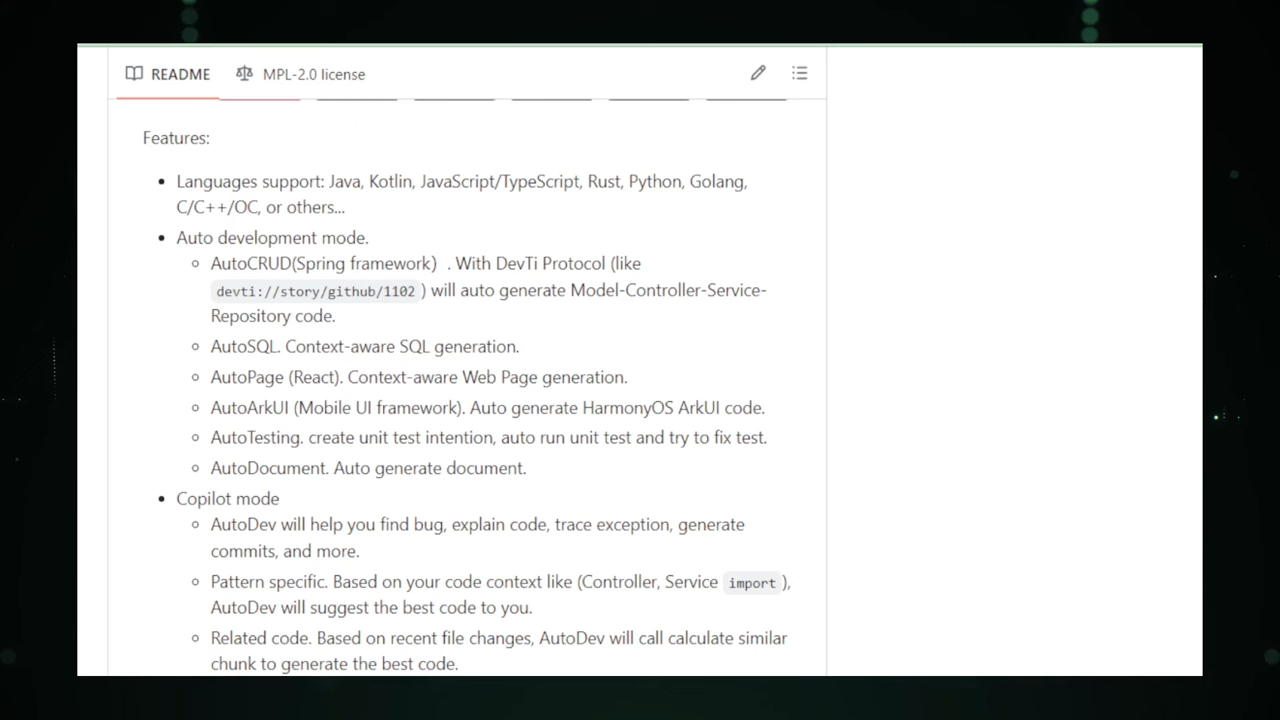 README MPL-2.0 license
Features:
• Languages support: Java, Kotlin, JavaScript/TypeScript, Rust, Python, Golang,
C/C++/OC, or others...
• Auto development mode.
◦ AutoCRUD(Spring framework) . With DevTi Protocol (like
devti://story/github/1102 ) will auto generate Model-Controller-Service-
Repository code.
◦ AutoSQL. Context-aware SQL generation.
◦ AutoPage (React). Context-aware Web Page generation.
◦ AutoArkUI (Mobile UI framework). Auto generate HarmonyOS ArkUI code.
◦ AutoTesting. create unit test intention, auto run unit test and try to fix test.
◦ AutoDocument. Auto generate document.
• Copilot mode
◦ AutoDev will help you find bug, explain code, trace exception, generate
commits, and more.
◦ Pattern specific. Based on your code context like (Controller, Service import ),
AutoDev will suggest the best code to you.
◦ Related code. Based on recent file changes, AutoDev will call calculate similar
chunk to generate the best code.